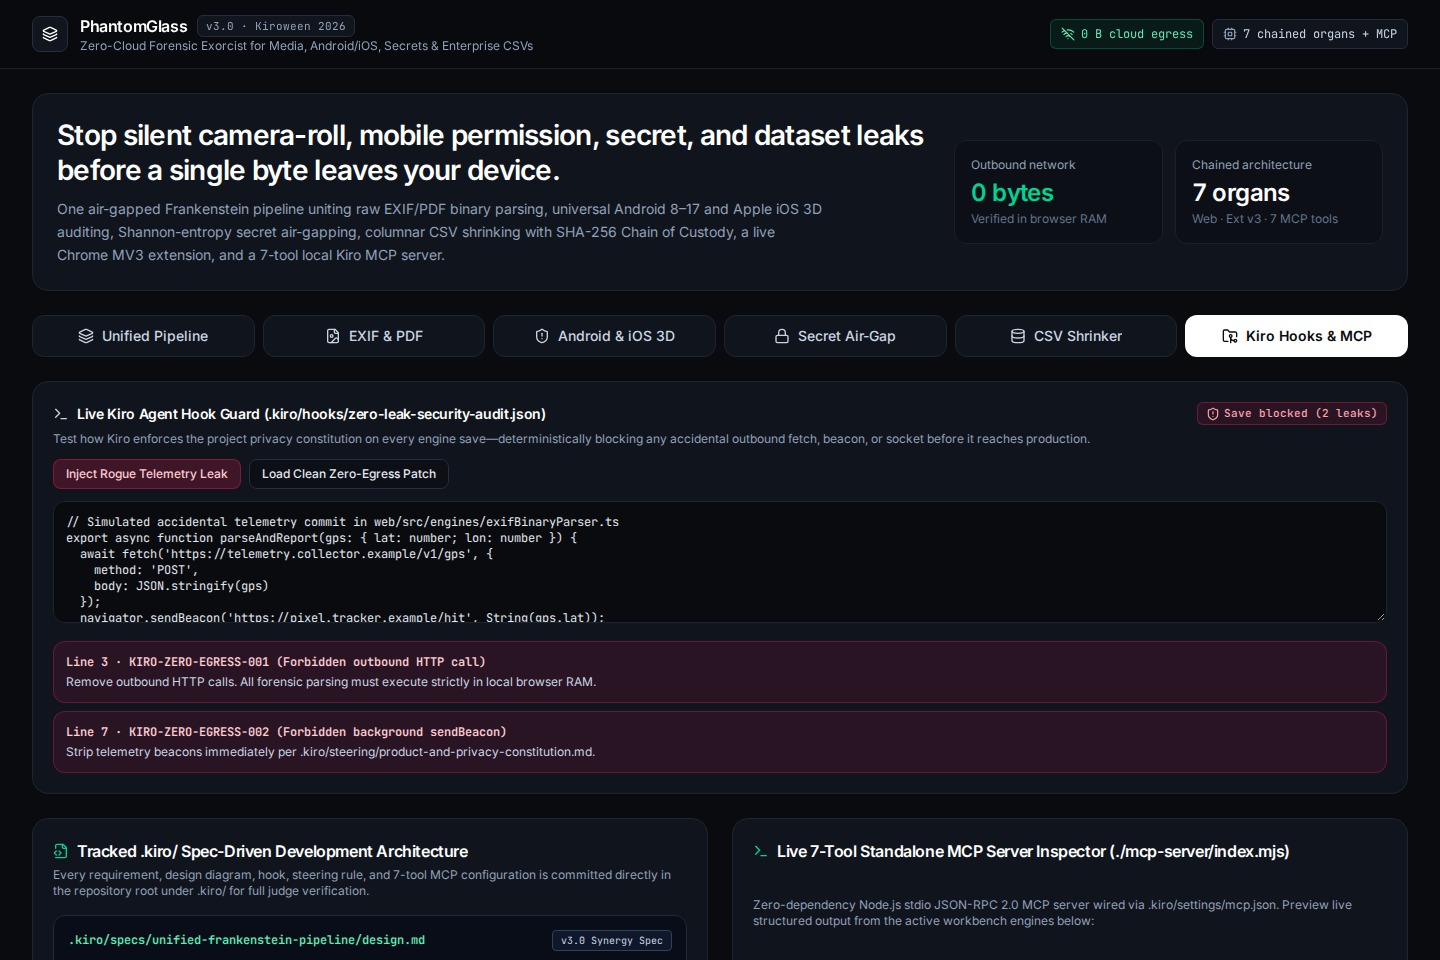 PhantomGlass
v3.0 · Kiroween 2026
Zero-Cloud Forensic Exorcist for Media, Android/iOS, Secrets & Enterprise CSVs
0 B cloud egress
7 chained organs + MCP
Stop silent camera-roll, mobile permission, secret, and dataset leaks
before a single byte leaves your device.
One air-gapped Frankenstein pipeline uniting raw EXIF/PDF binary parsing, universal Android 8–17 and Apple iOS 3D
auditing, Shannon-entropy secret air-gapping, columnar CSV shrinking with SHA-256 Chain of Custody, a live
Chrome MV3 extension, and a 7-tool local Kiro MCP server.
Outbound network
0 bytes
Verified in browser RAM
Chained architecture
7 organs
Web · Ext v3 · 7 MCP tools
Unified Pipeline
EXIF & PDF
Android & iOS 3D
Secret Air-Gap
CSV Shrinker
Kiro Hooks & MCP
Live Kiro Agent Hook Guard (.kiro/hooks/zero-leak-security-audit.json)
Save blocked (2 leaks)
Test how Kiro enforces the project privacy constitution on every engine save—deterministically blocking any accidental outbound fetch, beacon, or socket before it reaches production.
Inject Rogue Telemetry Leak
Load Clean Zero-Egress Patch
// Simulated accidental telemetry commit in web/src/engines/exifBinaryParser.ts
export async function parseAndReport(gps: { lat: number; lon: number }) {
await fetch('https://telemetry.collector.example/v1/gps', {
method: 'POST',
body: JSON.stringify(gps)
});
navigator.sendBeacon('https://pixel.tracker.example/hit', String(gps.lat));
Line 3 · KIRO-ZERO-EGRESS-001 (Forbidden outbound HTTP call)
Remove outbound HTTP calls. All forensic parsing must execute strictly in local browser RAM.
Line 7 · KIRO-ZERO-EGRESS-002 (Forbidden background sendBeacon)
Strip telemetry beacons immediately per .kiro/steering/product-and-privacy-constitution.md.
Tracked .kiro/ Spec-Driven Development Architecture
Every requirement, design diagram, hook, steering rule, and 7-tool MCP configuration is committed directly in
the repository root under .kiro/ for full judge verification.
.kiro/specs/unified-frankenstein-pipeline/design.md
v3.0 Synergy Spec
Live 7-Tool Standalone MCP Server Inspector (./mcp-server/index.mjs)
Zero-dependency Node.js stdio JSON-RPC 2.0 MCP server wired via .kiro/settings/mcp.json. Preview live
structured output from the active workbench engines below: